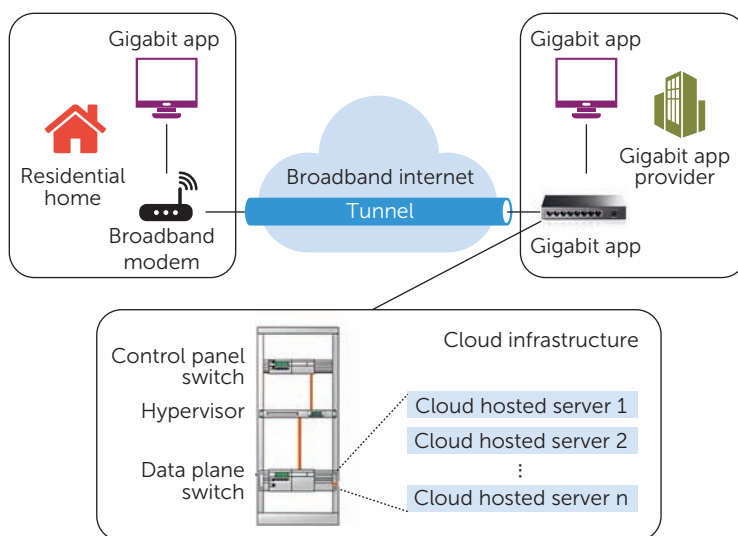 Gigabit app
Residential
home
Broadband
modem
Broadband internet
Tunnel
Gigabit app
Gigabit app
provider
Gigabit app
Cloud infrastructure
Control panel
switch
Hypervisor
Data plane
switch
Cloud hosted server 1
Cloud hosted server 2
⋮
Cloud hosted server n